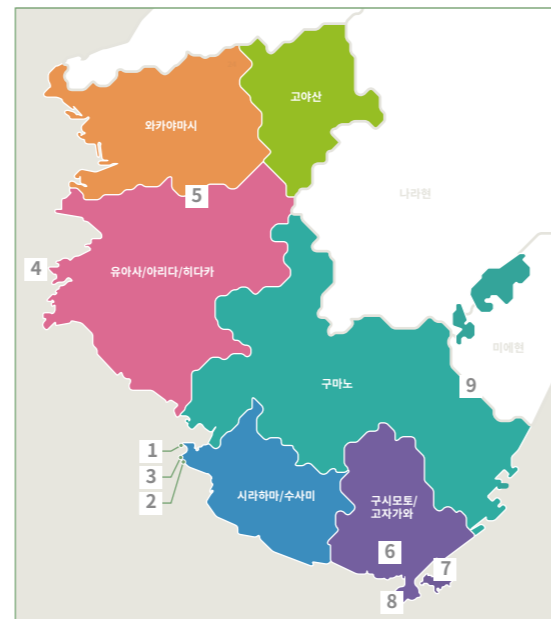 고야산
와카야마시
나라현
5
4
유아사/아리다/히다카
미에현
구마노
9
1
3
2
시라하마/수사미
구시모토/
고자가와
6
7
8